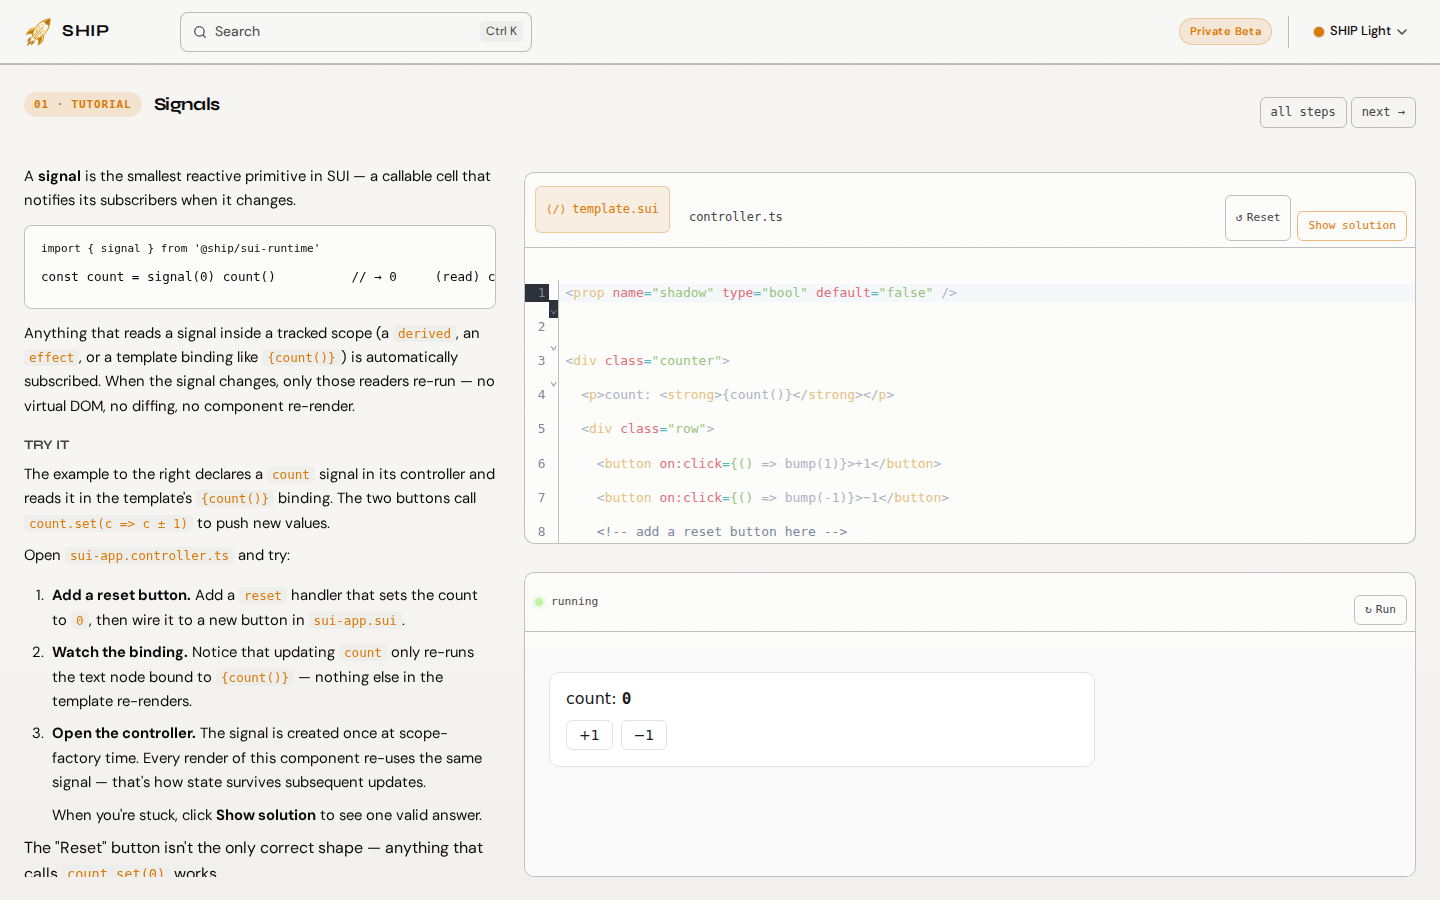 SHIP
Search
Ctrl K
Private Beta
SHIP Light
01 · TUTORIAL
Signals
all steps
next →
A signal is the smallest reactive primitive in SUI — a callable cell that
notifies its subscribers when it changes.
import { signal } from '@ship/sui-runtime'
const count = signal(0) count() // → 0 (read) c
Anything that reads a signal inside a tracked scope (a derived, an
effect, or a template binding like {count()}) is automatically
subscribed. When the signal changes, only those readers re-run — no
virtual DOM, no diffing, no component re-render.
TRY IT
The example to the right declares a count signal in its controller and
reads it in the template's {count()} binding. The two buttons call
count.set(c => c ± 1) to push new values.
Open sui-app.controller.ts and try:
1. Add a reset button. Add a reset handler that sets the count
to 0, then wire it to a new button in sui-app.sui.
2. Watch the binding. Notice that updating count only re-runs
the text node bound to {count()} — nothing else in the
template re-renders.
3. Open the controller. The signal is created once at scope-
factory time. Every render of this component re-uses the same
signal — that's how state survives subsequent updates.
When you're stuck, click Show solution to see one valid answer.
The "Reset" button isn't the only correct shape — anything that
calls count.set(0) works
⟨/⟩ template.sui
controller.ts
↺ Reset
Show solution
1 <prop name="shadow" type="bool" default="false" />
2
3 <div class="counter">
4 <p>count: <strong>{count()}</strong></p>
5 <div class="row">
6 <button on:click={() => bump(1)}>+1</button>
7 <button on:click={() => bump(-1)}>−1</button>
8 <!-- add a reset button here -->
running
↻ Run
count: 0
+1
−1